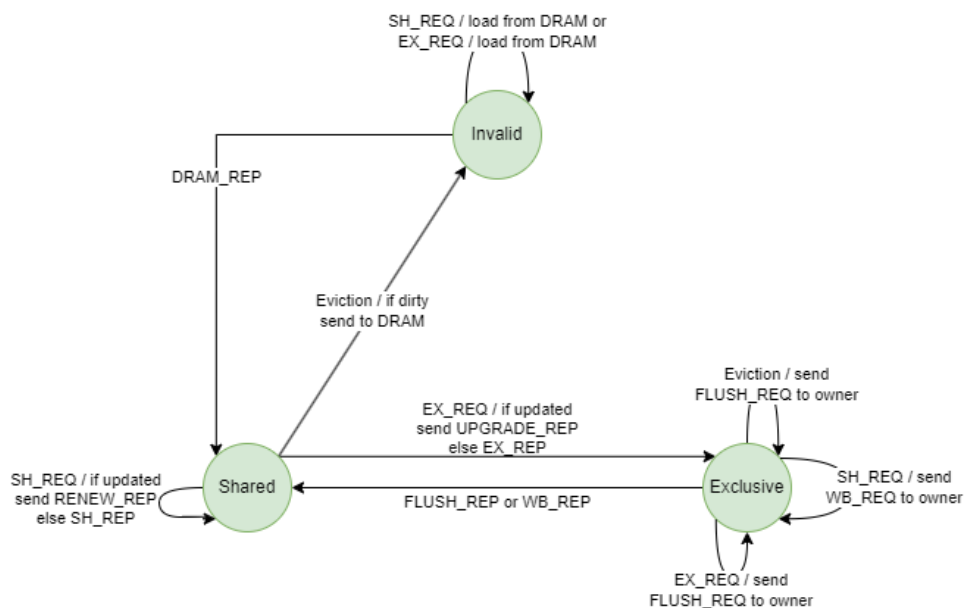 SH_REQ / load from DRAM or
EX_REQ / load from DRAM
Invalid
DRAM_REP
Eviction / if dirty
send to DRAM
Eviction / send
FLUSH_REQ to owner
EX_REQ / if updated
send UPGRADE_REP
else EX_REP
SH_REQ / if updated
send RENEW_REP
else SH_REP
Shared
Exclusive
SH_REQ / send
WB_REQ to owner
FLUSH_REP or WB_REP
EX_REQ / send
FLUSH_REQ to owner